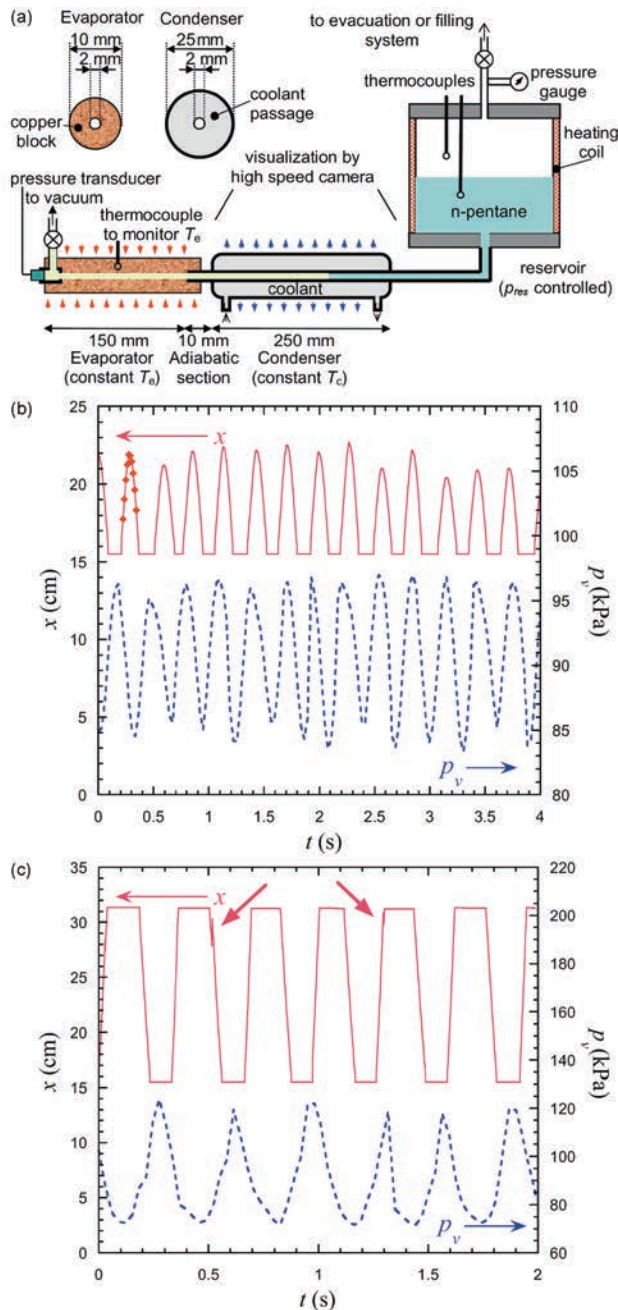 (a)
Evaporator
10 mm
2 mm
Condenser
25mm
2 mm
copper
block
coolant
passage
to evacuation or filling
system
thermocouples
pressure
gauge
heating
coil
visualization by
high speed camera
n-pentane
pressure transducer
to vacuum
thermocouple
to monitor Te
coolant
reservoir
(pres controlled)
150 mm
Evaporator
(constant Te)
10 mm
Adiabatic
section
250 mm
Condenser
(constant Tc)
(b)
25
20
15
10
5
0
x (cm)
x
pv
110
105
100
95
90
85
80
pv (kPa)
0
0.5
1
1.5
2
2.5
3
3.5
4
t (s)
(c)
35
30
25
20
15
10
5
0
x (cm)
x
pv
220
200
180
160
140
120
100
80
60
pv (kPa)
0
0.5
1
1.5
2
t (s)